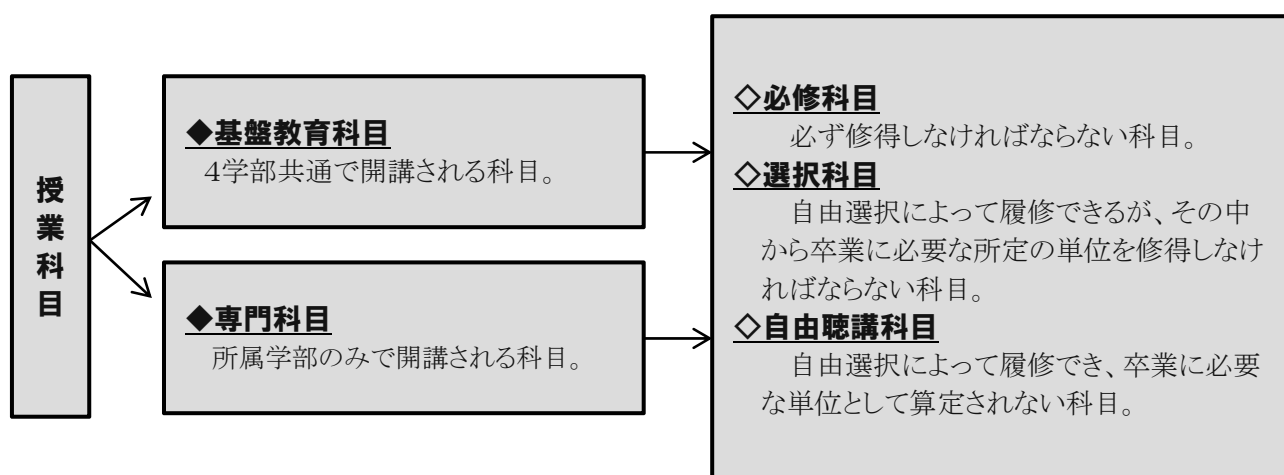 授業科目
◆基盤教育科目
4学部共通で開講される科目。
◆専門科目
所属学部のみで開講される科目。
◇必修科目
必ず修得しなければならない科目。
◇選択科目
自由選択によって履修できるが、その中
から卒業に必要な所定の単位を修得しなけ
ればならない科目。
◇自由聴講科目
自由選択によって履修でき、卒業に必要
な単位として算定されない科目。